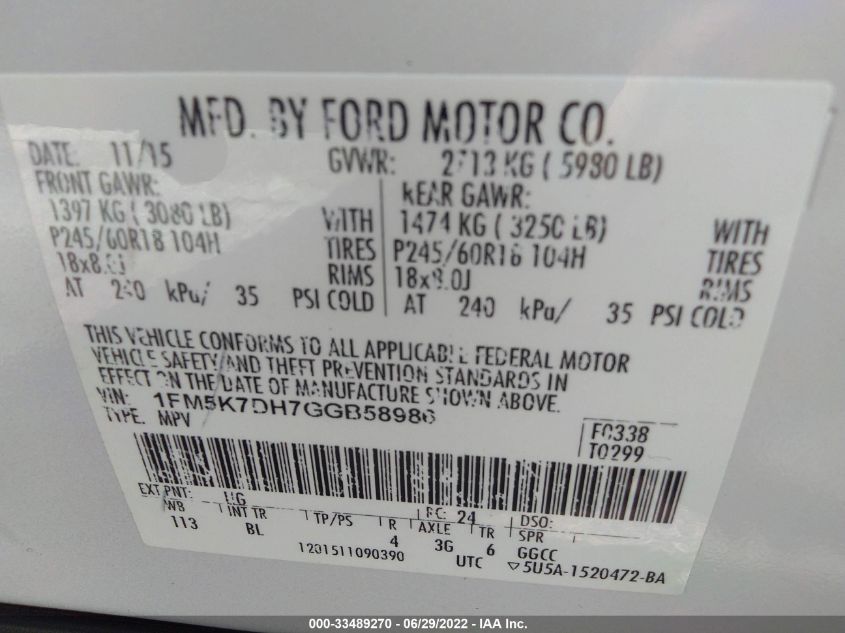 MFD. BY FORD MOTOR CO.
DATE: 11/15 GVWR: 2713 KG ( 5980 LB)
FRONT GAWR: REAR GAWR:
1397 KG ( 3080 LB) WITH 1474 KG ( 3250 LB) WITH
P245/60R18 104H TIRES P245/60R18 104H TIRES
18x8.0J RIMS 18x8.0J RIMS
AT 240 kPa/ 35 PSI COLD AT 240 kPa/ 35 PSI COLD
THIS VEHICLE CONFORMS TO ALL APPLICABLE FEDERAL MOTOR
VEHICLE SAFETY AND THEFT PREVENTION STANDARDS IN
EFFECT ON THE DATE OF MANUFACTURE SHOWN ABOVE.
VIN: 1FM5K7DH7GGB58986
TYPE: MPV
F0338
T0299
EXT PNT: UG RC: 24 DSO:
WB INT TR TP/PS R AXLE TR SPR
113 BL 4 3G 6 GGCC
1201511090390 UTC ▽5U5A-1520472-BA
000-33489270 - 06/29/2022 - IAA Inc.